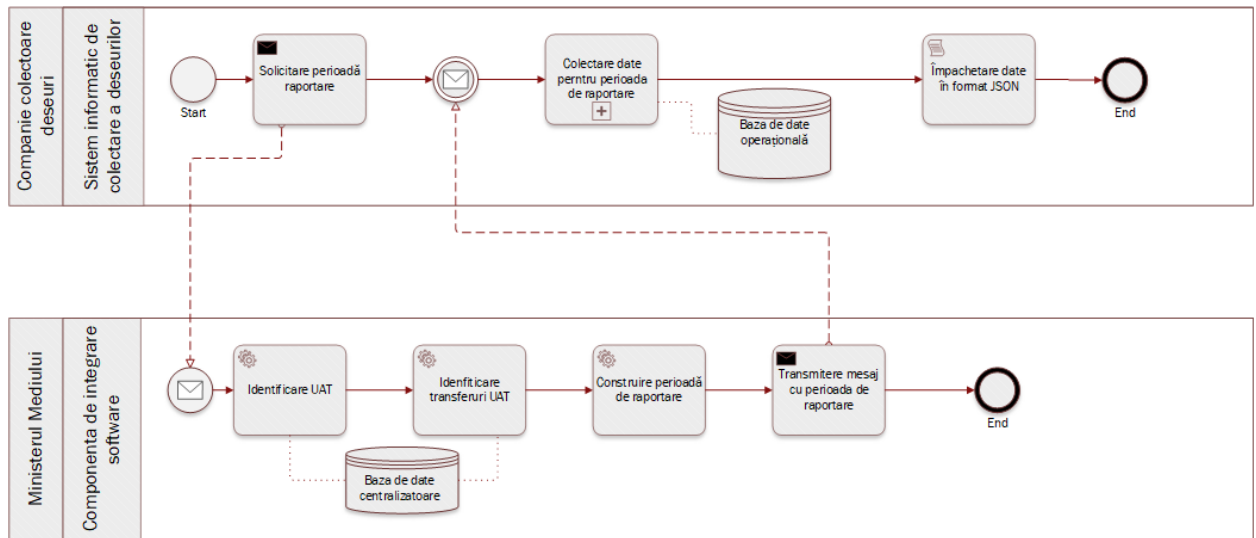 Companie colectoare
deseuri
Sistem informatic de
colectare a deseurilor
Start
Solicitare perioadă
raportare
Colectare date
perntru perioada
de raportare
Baza de date
operațională
Împachetare date
în format JSON
End
Ministerul Mediului
Componenta de integrare
software
Identificare UAT
Idenfiticare
transferuri UAT
Construire perioadă
de raportare
Transmitere mesaj
cu perioada de
raportare
End
Baza de date
centralizatoare